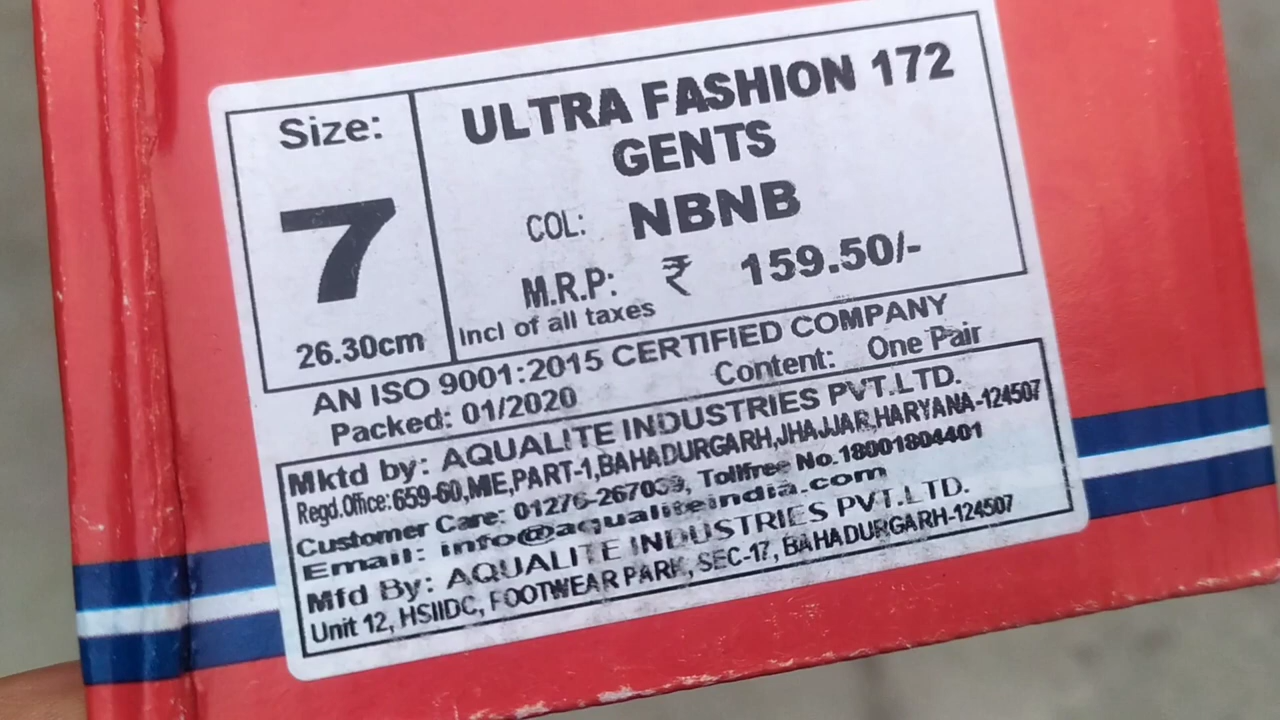 Size:
7
26.30cm
ULTRA FASHION 172
GENTS
COL: NBNB
M.R.P: ₹ 159.50/-
Incl of all taxes
AN ISO 9001:2015 CERTIFIED COMPANY
Packed: 01/2020 Content: One Pair
Mktd by: AQUALITE INDUSTRIES PVT.LTD.
Regd.Office:659-60,MIE,PART-1,BAHADURGARH,JHAJJAR,HARYANA-124507
Customer Care: 01276-267039, Tollfree No.18001804401
Email: info@aqualiteindia.com
Mfd By: AQUALITE INDUSTRIES PVT.LTD.
Unit 12, HSIIDC, FOOTWEAR PARK, SEC-17, BAHADURGARH-124507